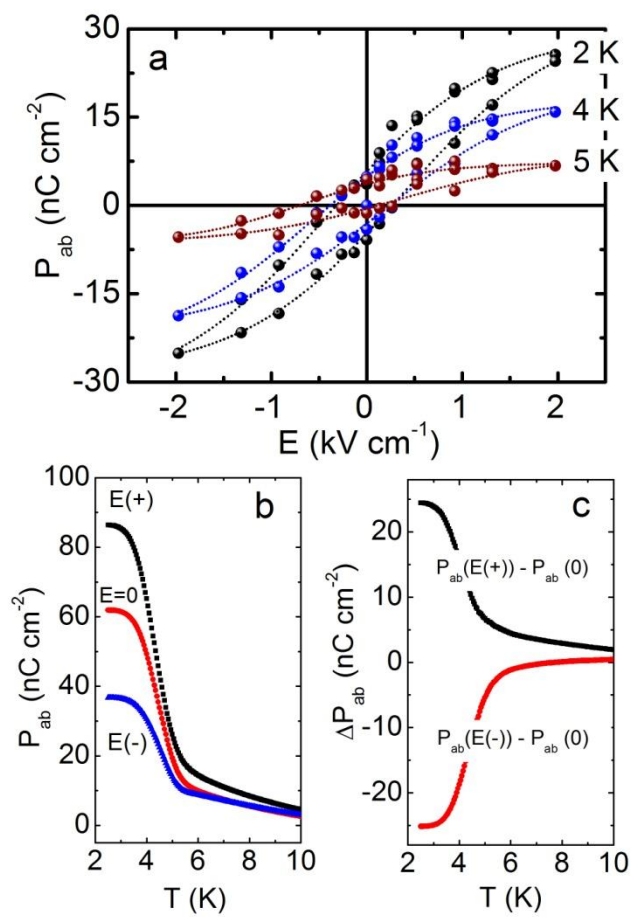 a
30
15
0
-15
-30
P_ab (nC cm⁻²)
2 K
4 K
5 K
-2 -1 0 1 2
E (kV cm⁻¹)
b
100
80
60
40
20
0
P_ab (nC cm⁻²)
E(+)
E=0
E(-)
2 4 6 8 10
T (K)
c
20
10
0
-10
-20
ΔP_ab (nC cm⁻²)
P_ab(E(+)) - P_ab (0)
P_ab(E(-)) - P_ab (0)
2 4 6 8 10
T (K)